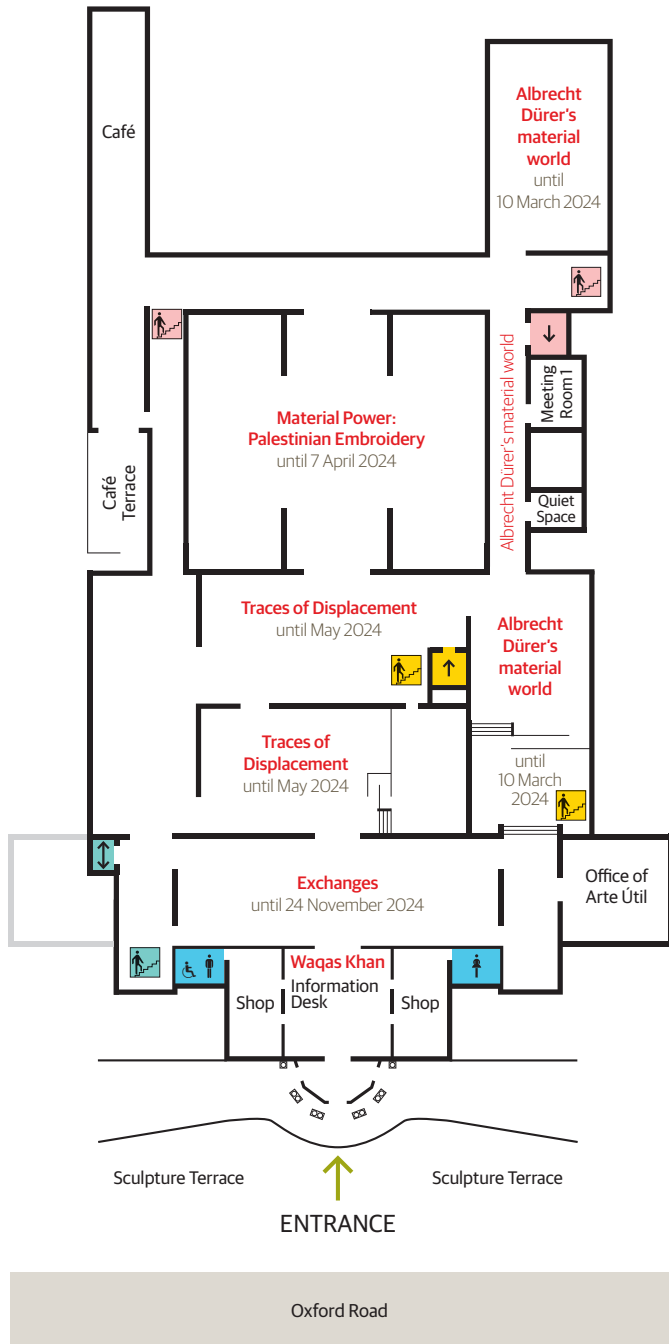 Café
Albrecht
Dürer's
material
world
until
10 March 2024
Albrecht Dürer's material world
Meeting
Room 1
Material Power:
Palestinian Embroidery
until 7 April 2024
Café
Terrace
Quiet
Space
Traces of Displacement
until May 2024
Albrecht
Dürer's
material
world
Traces of
Displacement
until May 2024
until
10 March
2024
Exchanges
until 24 November 2024
Office of
Arte Útil
Waqas Khan
Information
Desk
Shop
Shop
Sculpture Terrace
Sculpture Terrace
ENTRANCE
Oxford Road